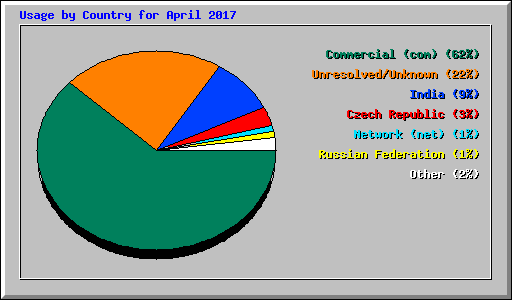 Usage by Country for April 2017
Commercial (com) (62%)
Unresolved/Unknown (22%)
India (9%)
Czech Republic (3%)
Network (net) (1%)
Russian Federation (1%)
Other (2%)